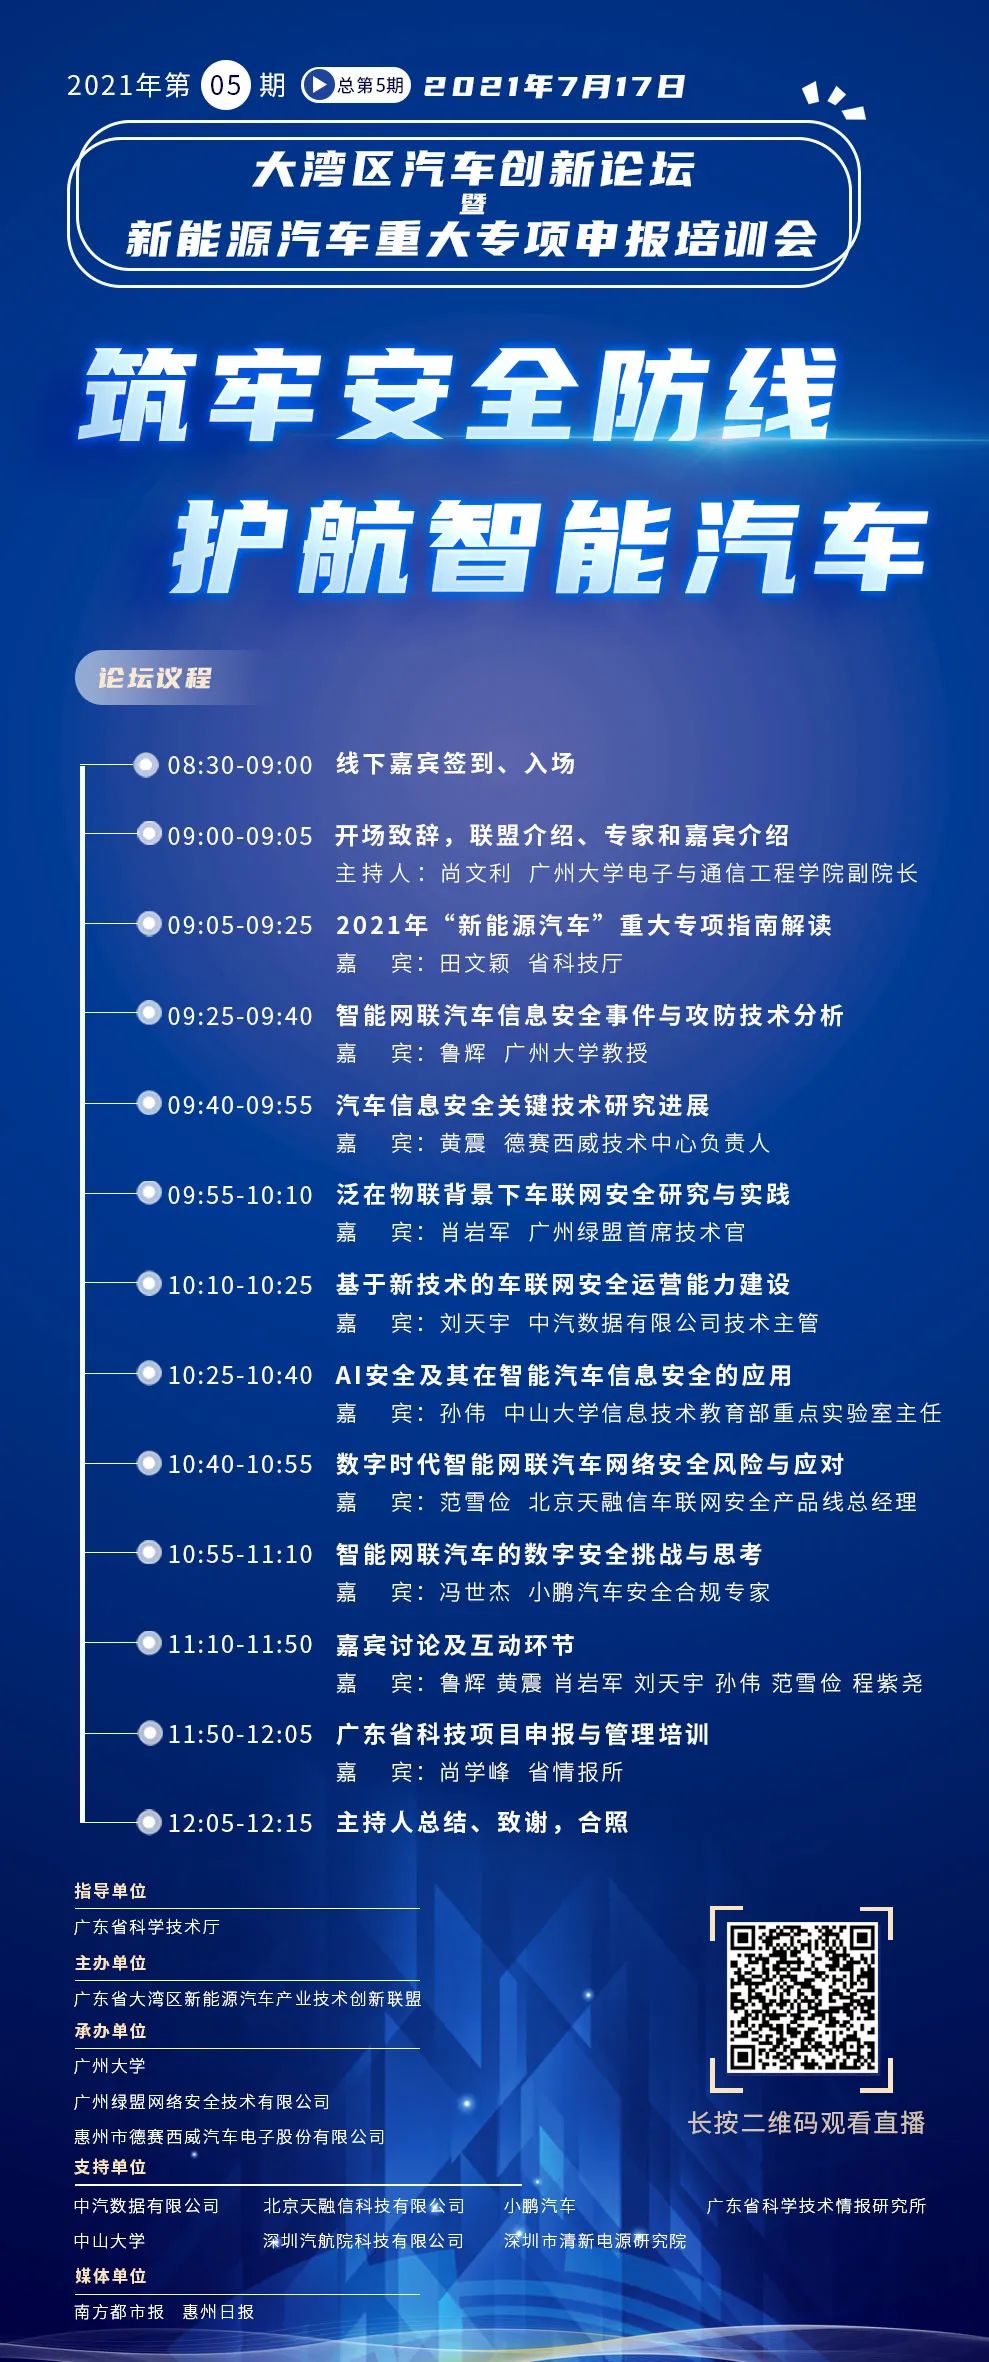 2021年第 05 期 总第5期 2021年7月17日
大湾区汽车创新论坛
暨
新能源汽车重大专项申报培训会
筑牢安全防线
护航智能汽车
论坛议程
08:30-09:00 线下嘉宾签到、入场
09:00-09:05 开场致辞，联盟介绍、专家和嘉宾介绍
主持人：尚文利 广州大学电子与通信工程学院副院长
09:05-09:25 2021年“新能源汽车”重大专项指南解读
嘉 宾：田文颖 省科技厅
09:25-09:40 智能网联汽车信息安全事件与攻防技术分析
嘉 宾：鲁辉 广州大学教授
09:40-09:55 汽车信息安全关键技术研究进展
嘉 宾：黄震 德赛西威技术中心负责人
09:55-10:10 泛在物联背景下车联网安全研究与实践
嘉 宾：肖岩军 广州绿盟首席技术官
10:10-10:25 基于新技术的车联网安全运营能力建设
嘉 宾：刘天宇 中汽数据有限公司技术主管
10:25-10:40 AI安全及其在智能汽车信息安全的应用
嘉 宾：孙伟 中山大学信息技术教育部重点实验室主任
10:40-10:55 数字时代智能网联汽车网络安全风险与应对
嘉 宾：范雪俭 北京天融信车联网安全产品线总经理
10:55-11:10 智能网联汽车的数字安全挑战与思考
嘉 宾：冯世杰 小鹏汽车安全合规专家
11:10-11:50 嘉宾讨论及互动环节
嘉 宾：鲁辉 黄震 肖岩军 刘天宇 孙伟 范雪俭 程紫尧
11:50-12:05 广东省科技项目申报与管理培训
嘉 宾：尚学峰 省情报所
12:05-12:15 主持人总结、致谢，合照
指导单位
广东省科学技术厅
主办单位
广东省大湾区新能源汽车产业技术创新联盟
承办单位
广州大学
广州绿盟网络安全技术有限公司
惠州市德赛西威汽车电子股份有限公司
长按二维码观看直播
支持单位
中汽数据有限公司 北京天融信科技有限公司 小鹏汽车 广东省科学技术情报研究所
中山大学 深圳汽航院科技有限公司 深圳市清新电源研究院
媒体单位
南方都市报 惠州日报